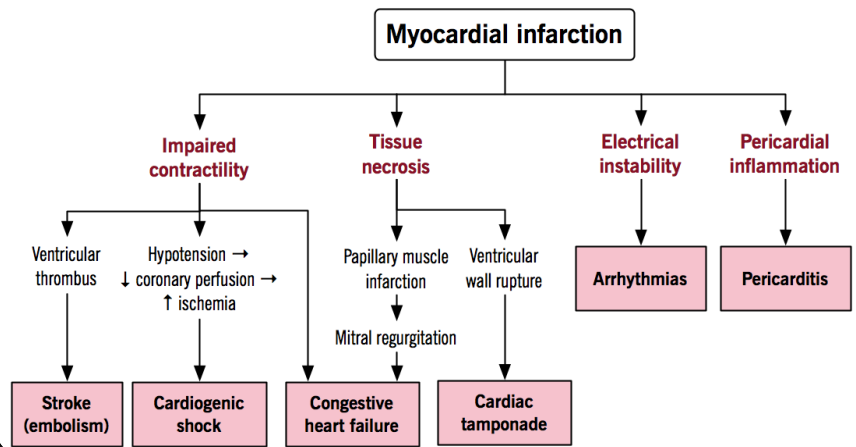 Myocardial infarction
Impaired
contractility
Tissue
necrosis
Electrical
instability
Pericardial
inflammation
Ventricular
thrombus
Hypotension →
↓ coronary perfusion →
↑ ischemia
Papillary muscle
infarction
Ventricular
wall rupture
Arrhythmias
Pericarditis
Mitral regurgitation
Stroke
(embolism)
Cardiogenic
shock
Congestive
heart failure
Cardiac
tamponade